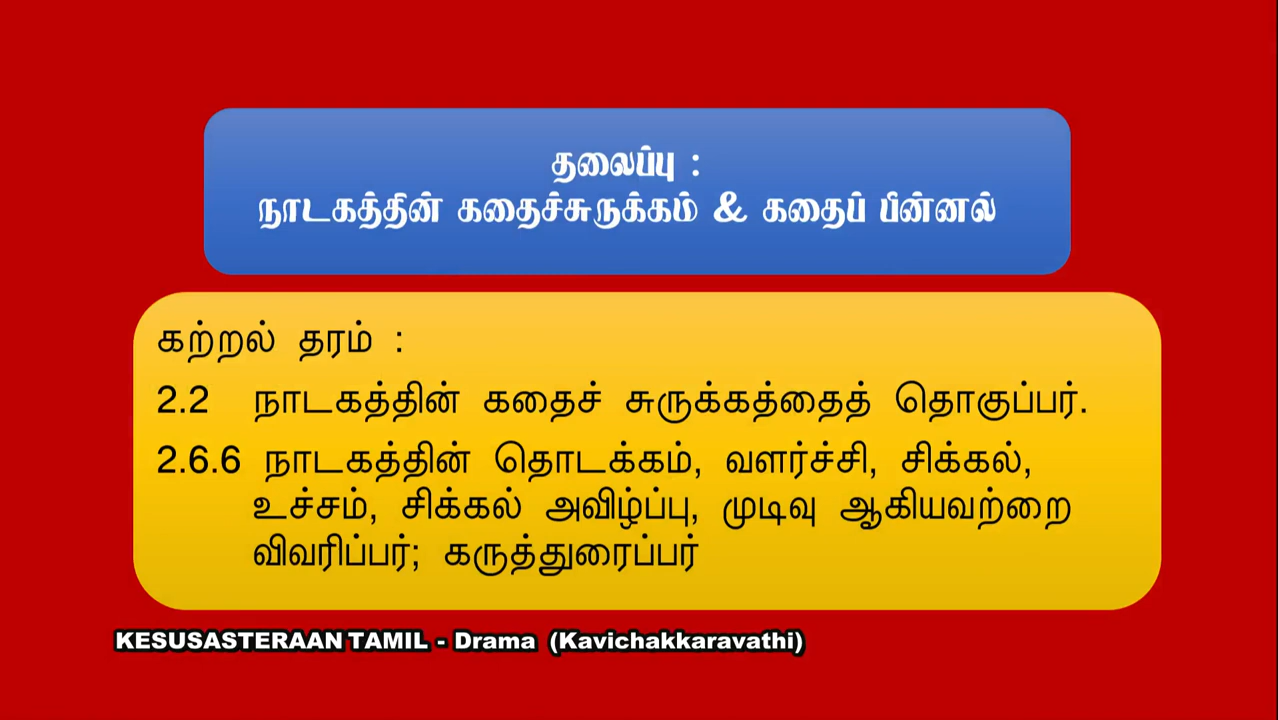 தலைப்பு :
நாடகத்தின் கதைச்சுருக்கம் & கதைப் பின்னல்
கற்றல் தரம் :
2.2 நாடகத்தின் கதைச் சுருக்கத்தைத் தொகுப்பர்.
2.6.6 நாடகத்தின் தொடக்கம், வளர்ச்சி, சிக்கல்,
உச்சம், சிக்கல் அவிழ்ப்பு, முடிவு ஆகியவற்றை
விவரிப்பர்; கருத்துரைப்பர்
KESUSASTERAAN TAMIL - Drama (Kavichakkaravathi)